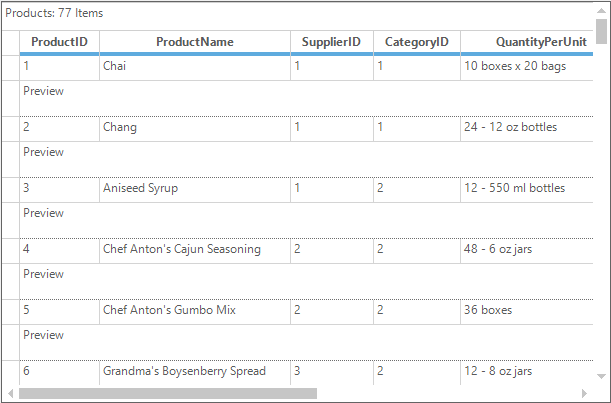 Products: 77 Items
ProductID ProductName SupplierID CategoryID QuantityPerUnit
1 Chai 1 1 10 boxes x 20 bags
Preview
2 Chang 1 1 24 - 12 oz bottles
Preview
3 Aniseed Syrup 1 2 12 - 550 ml bottles
Preview
4 Chef Anton's Cajun Seasoning 2 2 48 - 6 oz jars
Preview
5 Chef Anton's Gumbo Mix 2 2 36 boxes
Preview
6 Grandma's Boysenberry Spread 3 2 12 - 8 oz jars